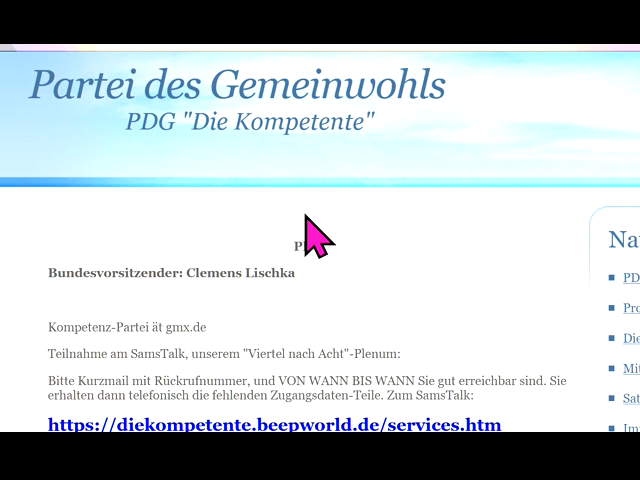 Partei des Gemeinwohls
PDG "Die Kompetente"
Bundesvorsitzender: Clemens Lischka
Kompetenz-Partei ät gmx.de
Teilnahme am SamsTalk, unserem "Viertel nach Acht"-Plenum:
Bitte Kurzmail mit Rückrufnummer, und VON WANN BIS WANN Sie gut erreichbar sind. Sie
erhalten dann telefonisch die fehlenden Zugangsdaten-Teile. Zum SamsTalk:
https://diekompetente.beepworld.de/services.htm